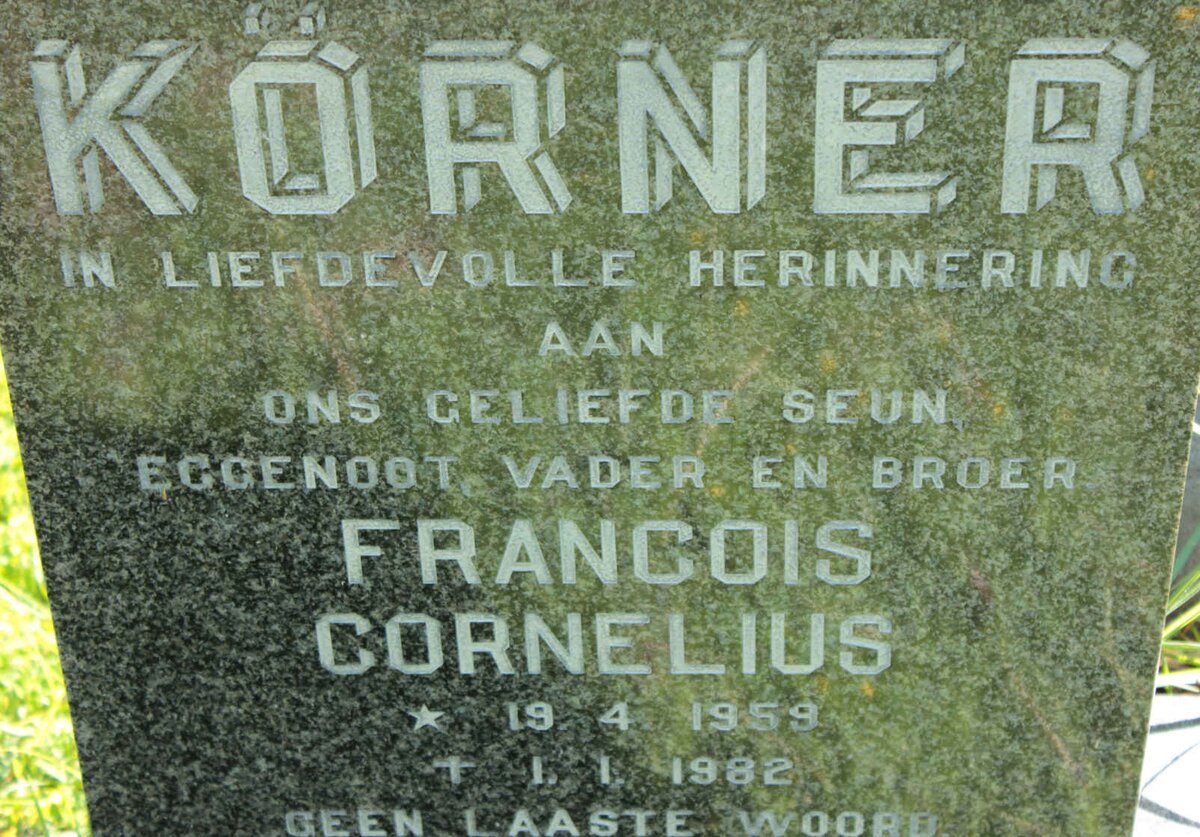 KÖRNER
IN LIEFDEVOLLE HERINNERING
AAN
ONS GELIEFDE SEUN,
EGGENOOT, VADER EN BROER.
FRANCOIS
CORNELIUS
★ 19. 4. 1959
† 1. 1. 1982
GEEN LAASTE WOORD,